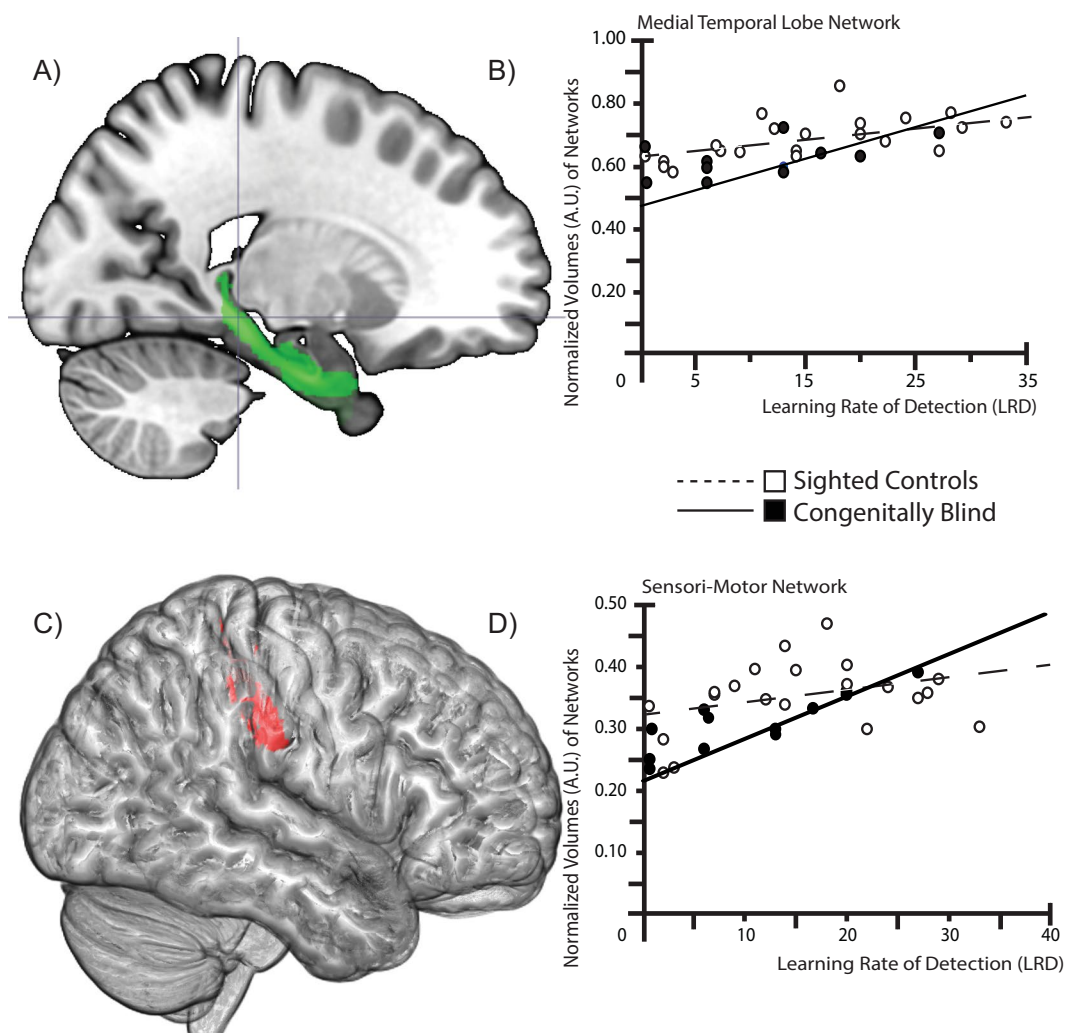 A)
B)
Medial Temporal Lobe Network
Normalized Volumes (A.U.) of Networks
1.00
0.80
0.60
0.40
0.20
0
5
15
25
35
Learning Rate of Detection (LRD)
Sighted Controls
Congenitally Blind
C)
D)
Sensori-Motor Network
Normalized Volumes (A.U.) of Networks
0.50
0.40
0.30
0.20
0.10
0
10
20
30
40
Learning Rate of Detection (LRD)